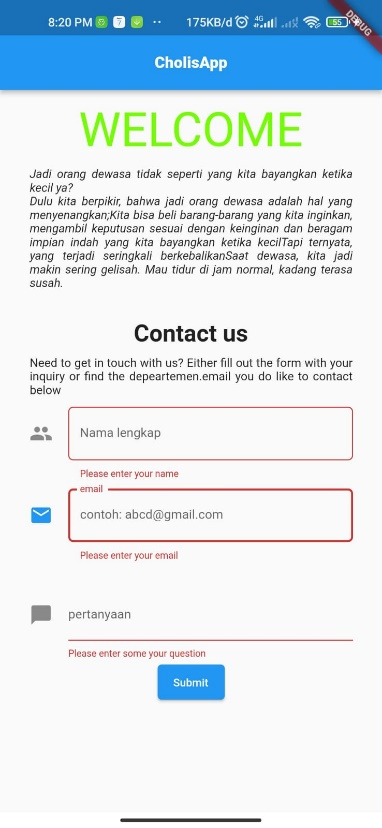 8:20 PM 7 ·· 175KB/d 4G 55
DEBUG
CholisApp
WELCOME
Jadi orang dewasa tidak seperti yang kita bayangkan ketika
kecil ya?
Dulu kita berpikir, bahwa jadi orang dewasa adalah hal yang
menyenangkan;Kita bisa beli barang-barang yang kita inginkan,
mengambil keputusan sesuai dengan keinginan dan beragam
impian indah yang kita bayangkan ketika kecilTapi ternyata,
yang terjadi seringkali berkebalikanSaat dewasa, kita jadi
makin sering gelisah. Mau tidur di jam normal, kadang terasa
susah.
Contact us
Need to get in touch with us? Either fill out the form with your
inquiry or find the depeartemen.email you do like to contact
below
Nama lengkap
Please enter your name
email
contoh: abcd@gmail.com
Please enter your email
pertanyaan
Please enter some your question
Submit